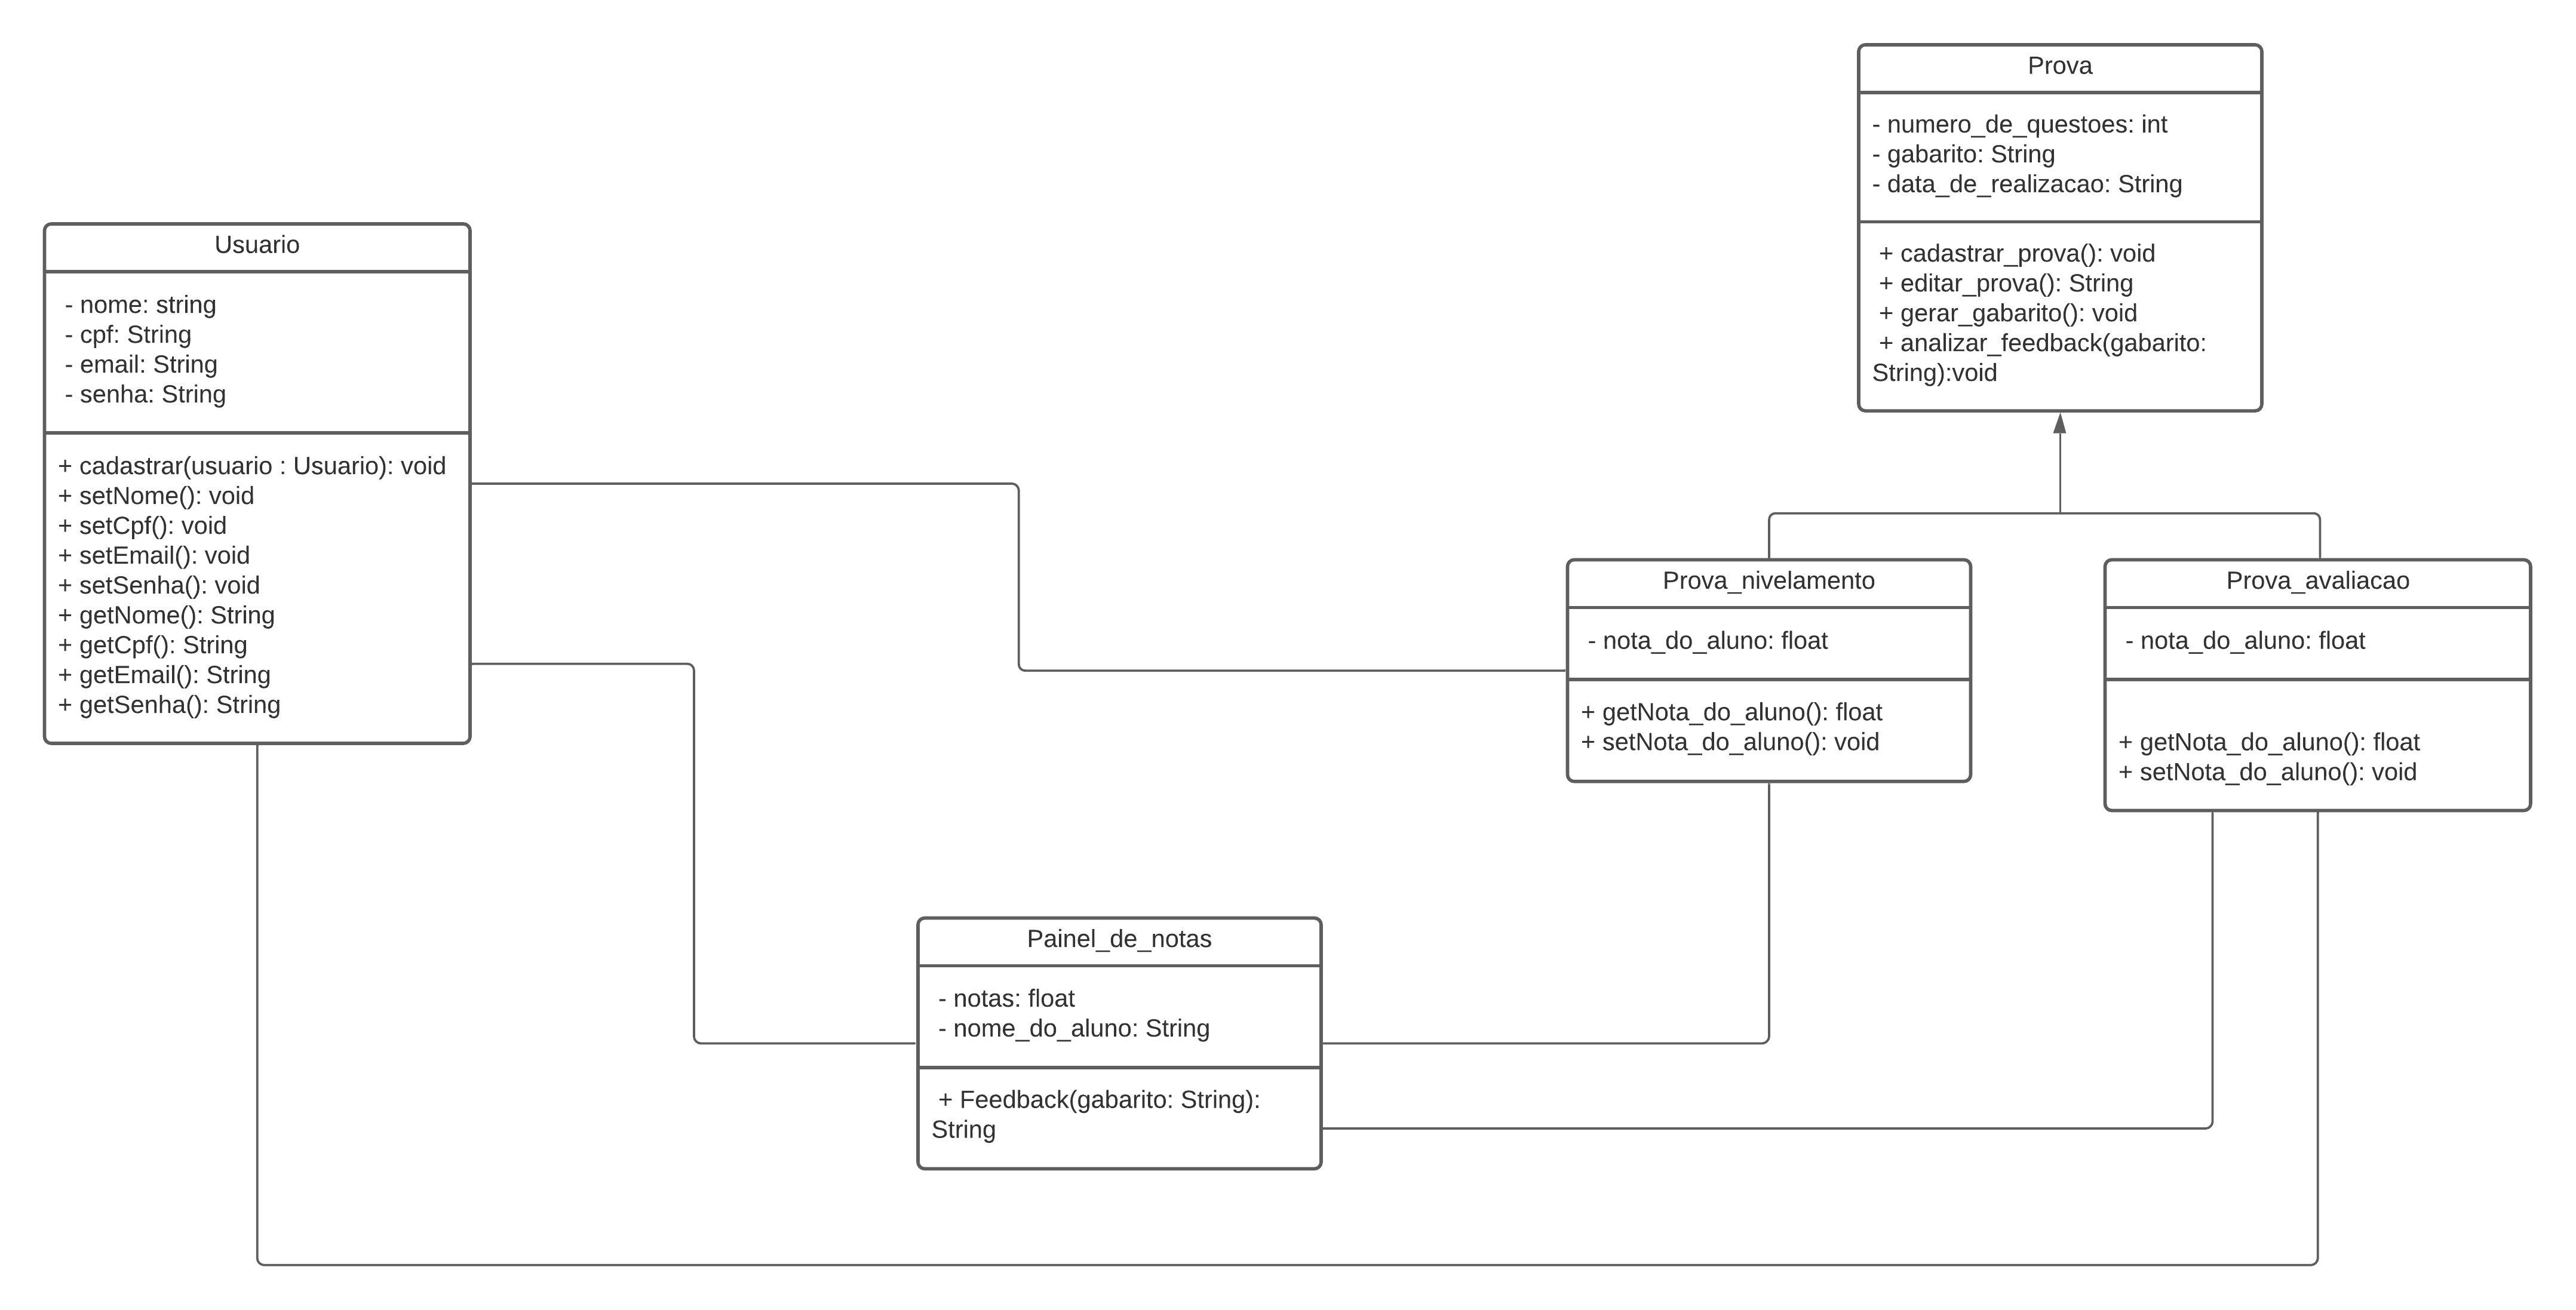 Prova
- numero_de_questoes: int
- gabarito: String
- data_de_realizacao: String
+ cadastrar_prova(): void
+ editar_prova(): String
+ gerar_gabarito(): void
+ analizar_feedback(gabarito:
String):void
Usuario
- nome: string
- cpf: String
- email: String
- senha: String
+ cadastrar(usuario : Usuario): void
+ setNome(): void
+ setCpf(): void
+ setEmail(): void
+ setSenha(): void
+ getNome(): String
+ getCpf(): String
+ getEmail(): String
+ getSenha(): String
Prova_nivelamento
- nota_do_aluno: float
+ getNota_do_aluno(): float
+ setNota_do_aluno(): void
Prova_avaliacao
- nota_do_aluno: float
+ getNota_do_aluno(): float
+ setNota_do_aluno(): void
Painel_de_notas
- notas: float
- nome_do_aluno: String
+ Feedback(gabarito: String):
String